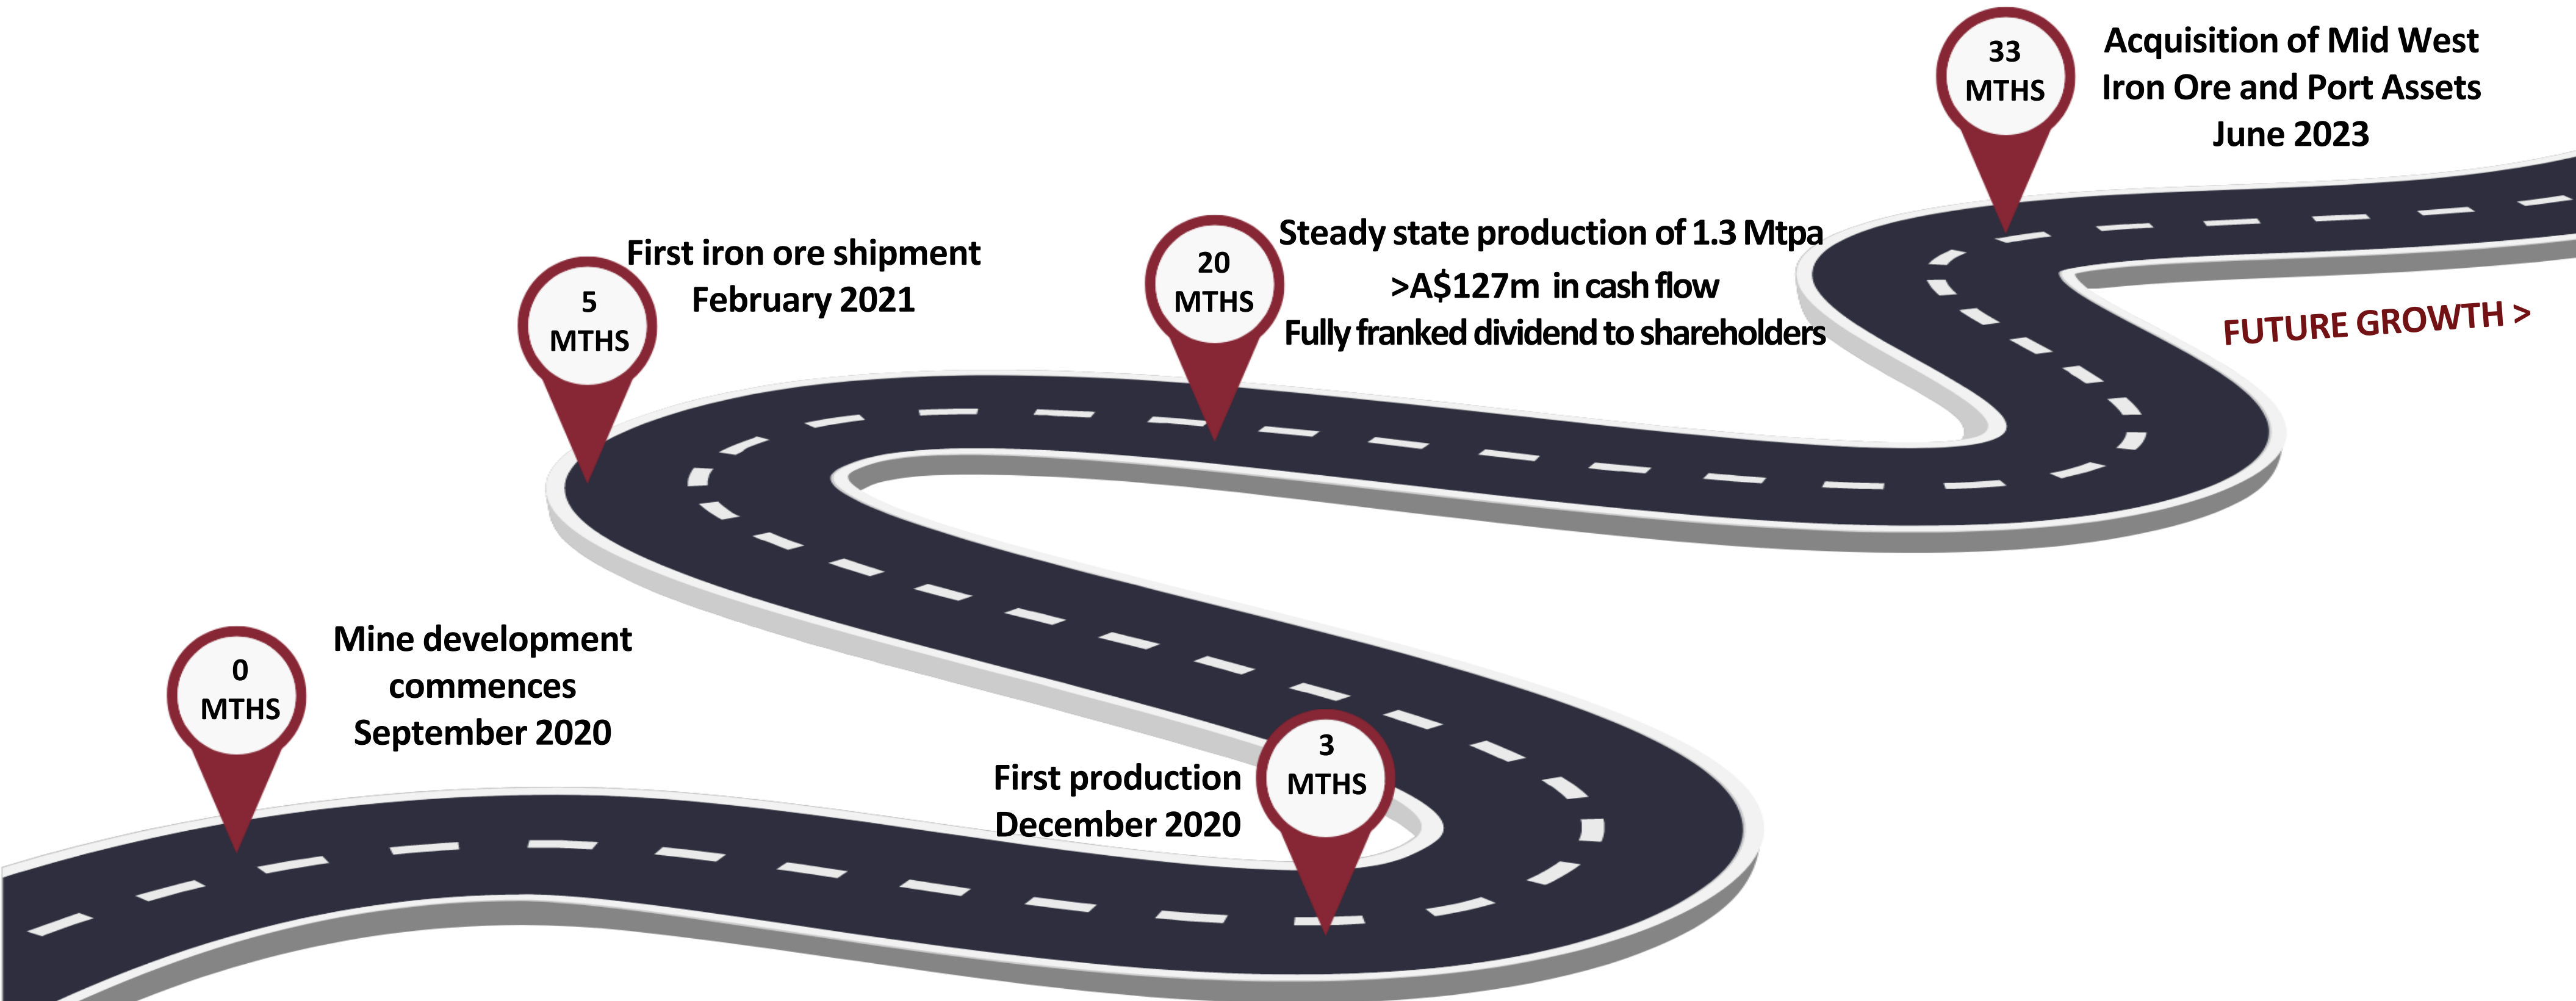 33
MTHS
Acquisition of Mid West
Iron Ore and Port Assets
June 2023
5
MTHS
First iron ore shipment
February 2021
20
MTHS
Steady state production of 1.3 Mtpa
>A$127m in cash flow
Fully franked dividend to shareholders
FUTURE GROWTH >
0
MTHS
Mine development
commences
September 2020
First production
December 2020
3
MTHS